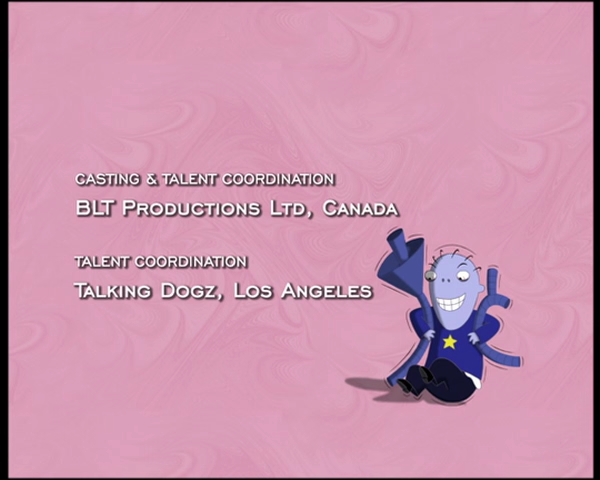 CASTING & TALENT COORDINATION
BLT PRODUCTIONS LTD, CANADA
TALENT COORDINATION
TALKING DOGZ, LOS ANGELES